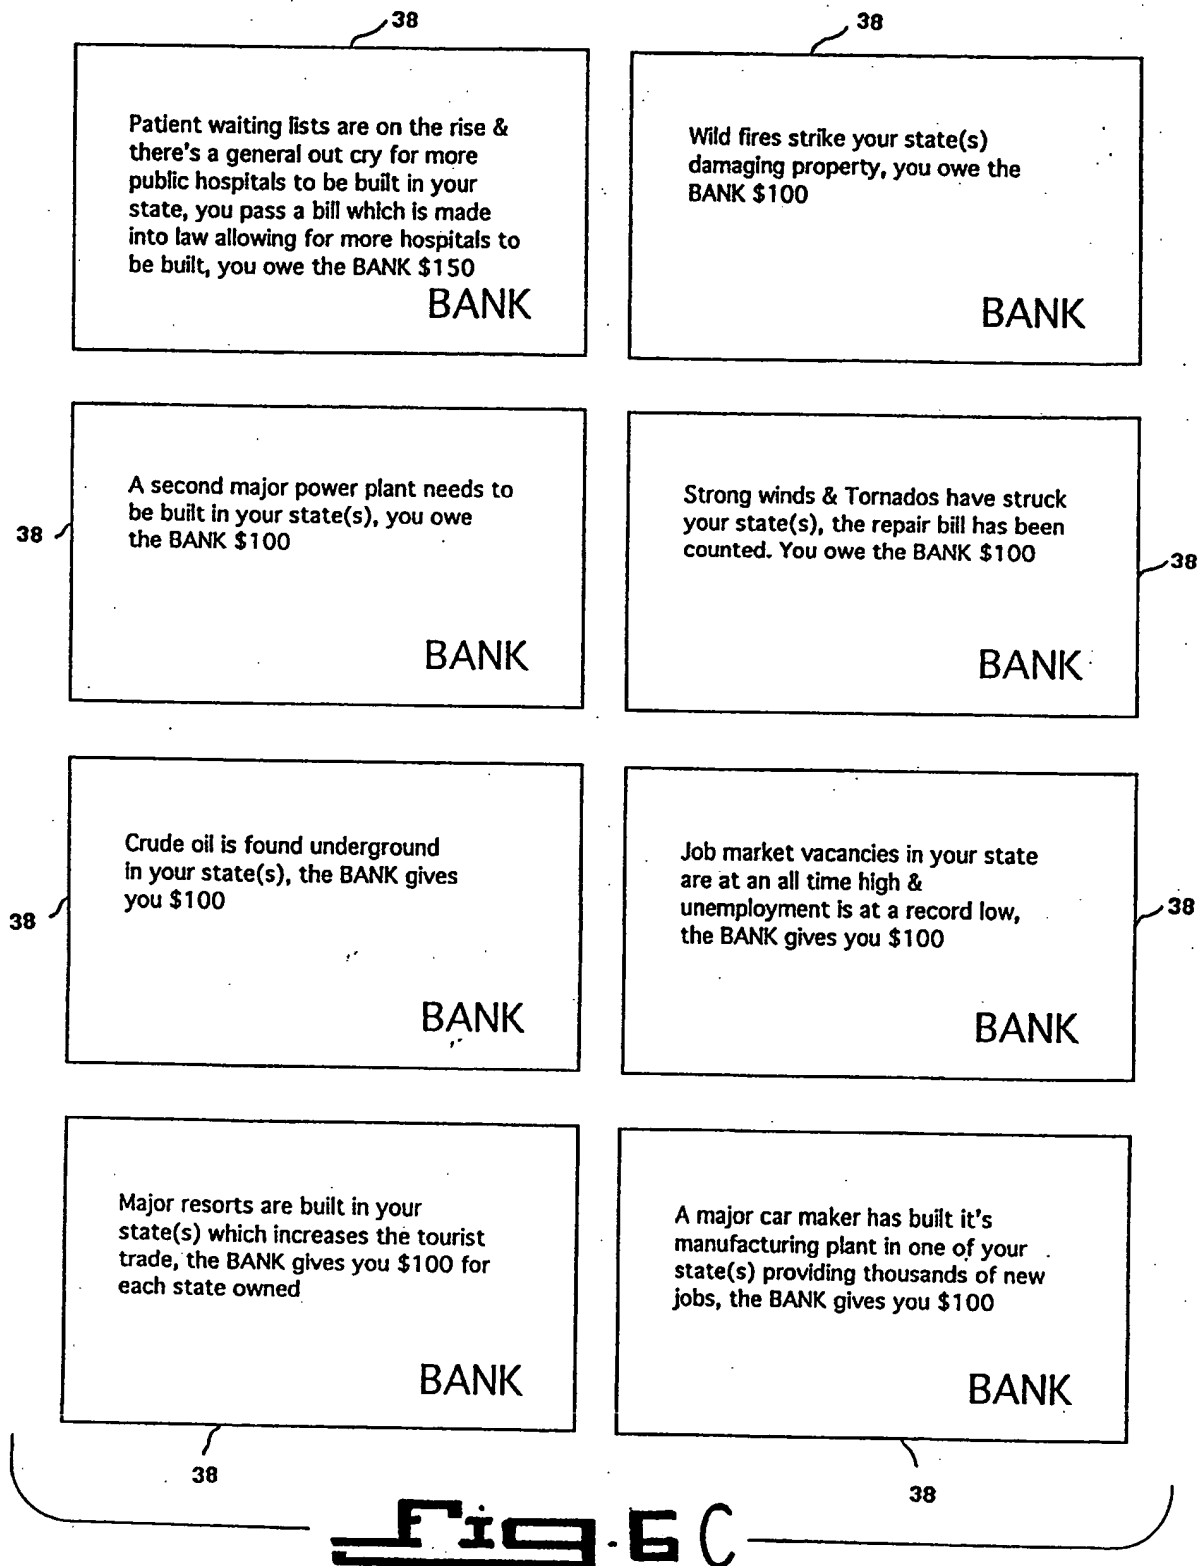 38
38
Patient waiting lists are on the rise &
there's a general out cry for more
public hospitals to be built in your
state, you pass a bill which is made
into law allowing for more hospitals to
be built, you owe the BANK $150
BANK
Wild fires strike your state(s)
damaging property, you owe the
BANK $100
BANK
38
A second major power plant needs to
be built in your state(s), you owe
the BANK $100
BANK
Strong winds & Tornados have struck
your state(s), the repair bill has been
counted. You owe the BANK $100
BANK
38
38
Crude oil is found underground
in your state(s), the BANK gives
you $100
BANK
Job market vacancies in your state
are at an all time high &
unemployment is at a record low,
the BANK gives you $100
BANK
38
Major resorts are built in your
state(s) which increases the tourist
trade, the BANK gives you $100 for
each state owned
BANK
38
A major car maker has built it's
manufacturing plant in one of your
state(s) providing thousands of new
jobs, the BANK gives you $100
BANK
38
Fig. 6C